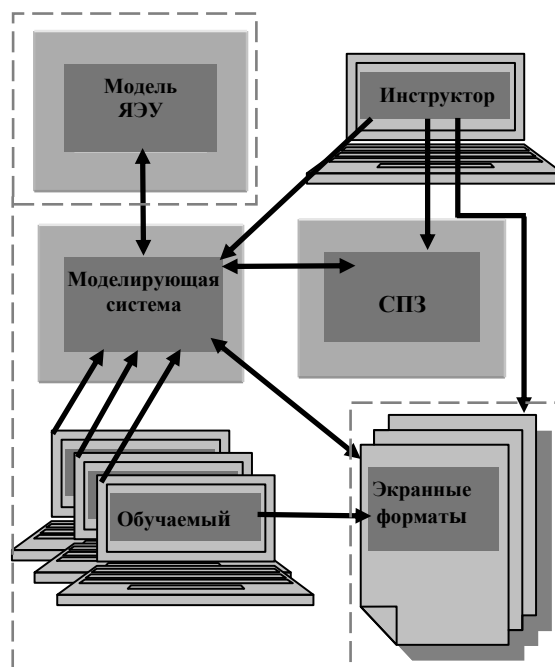 Модель
ЯЭУ
Инструктор
Моделирующая
система
СПЗ
Экранные
форматы
Обучаемый